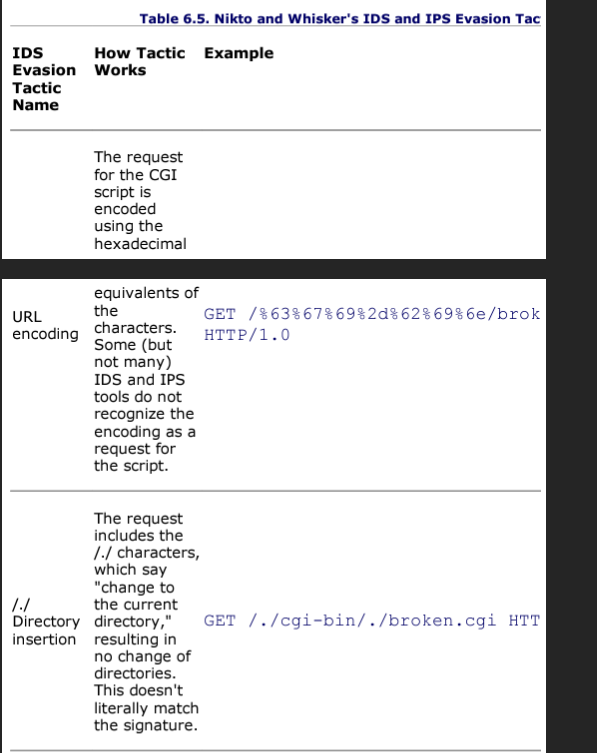 Table 6.5. Nikto and Whisker's IDS and IPS Evasion Tac
IDS
Evasion
Tactic
Name
How Tactic
Works
Example
The request
for the CGI
script is
encoded
using the
hexadecimal
URL
encoding
equivalents of
the
characters.
Some (but
not many)
IDS and IPS
tools do not
recognize the
encoding as a
request for
the script.
GET /%63%67%69%2d%62%69%6e/brok
HTTP/1.0
/./
Directory
insertion
The request
includes the
/./ characters,
which say
"change to
the current
directory,"
resulting in
no change of
directories.
This doesn't
literally match
the signature.
GET /./cgi-bin/./broken.cgi HTT